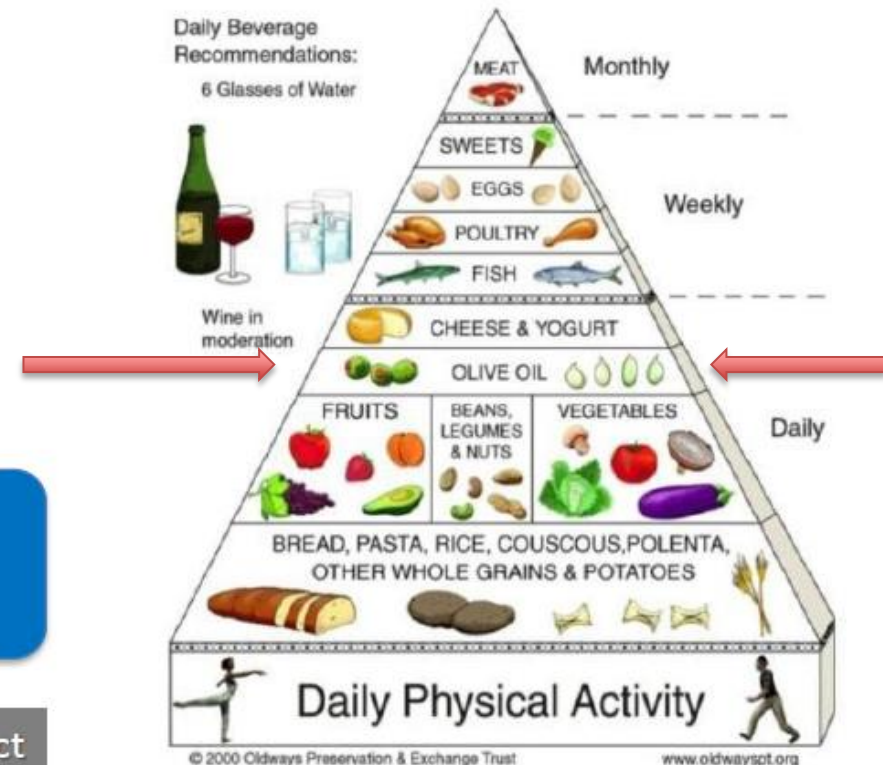 Daily Beverage
Recommendations:
6 Glasses of Water
Wine in
moderation
MEAT
Monthly
SWEETS
EGGS
POULTRY
FISH
Weekly
CHEESE & YOGURT
OLIVE OIL
FRUITS
BEANS,
LEGUMES
& NUTS
VEGETABLES
Daily
BREAD, PASTA, RICE, COUSCOUS,POLENTA,
OTHER WHOLE GRAINS & POTATOES
Daily Physical Activity
ct
© 2000 Oldways Preservation & Exchange Trust
www.oldwayspt.org